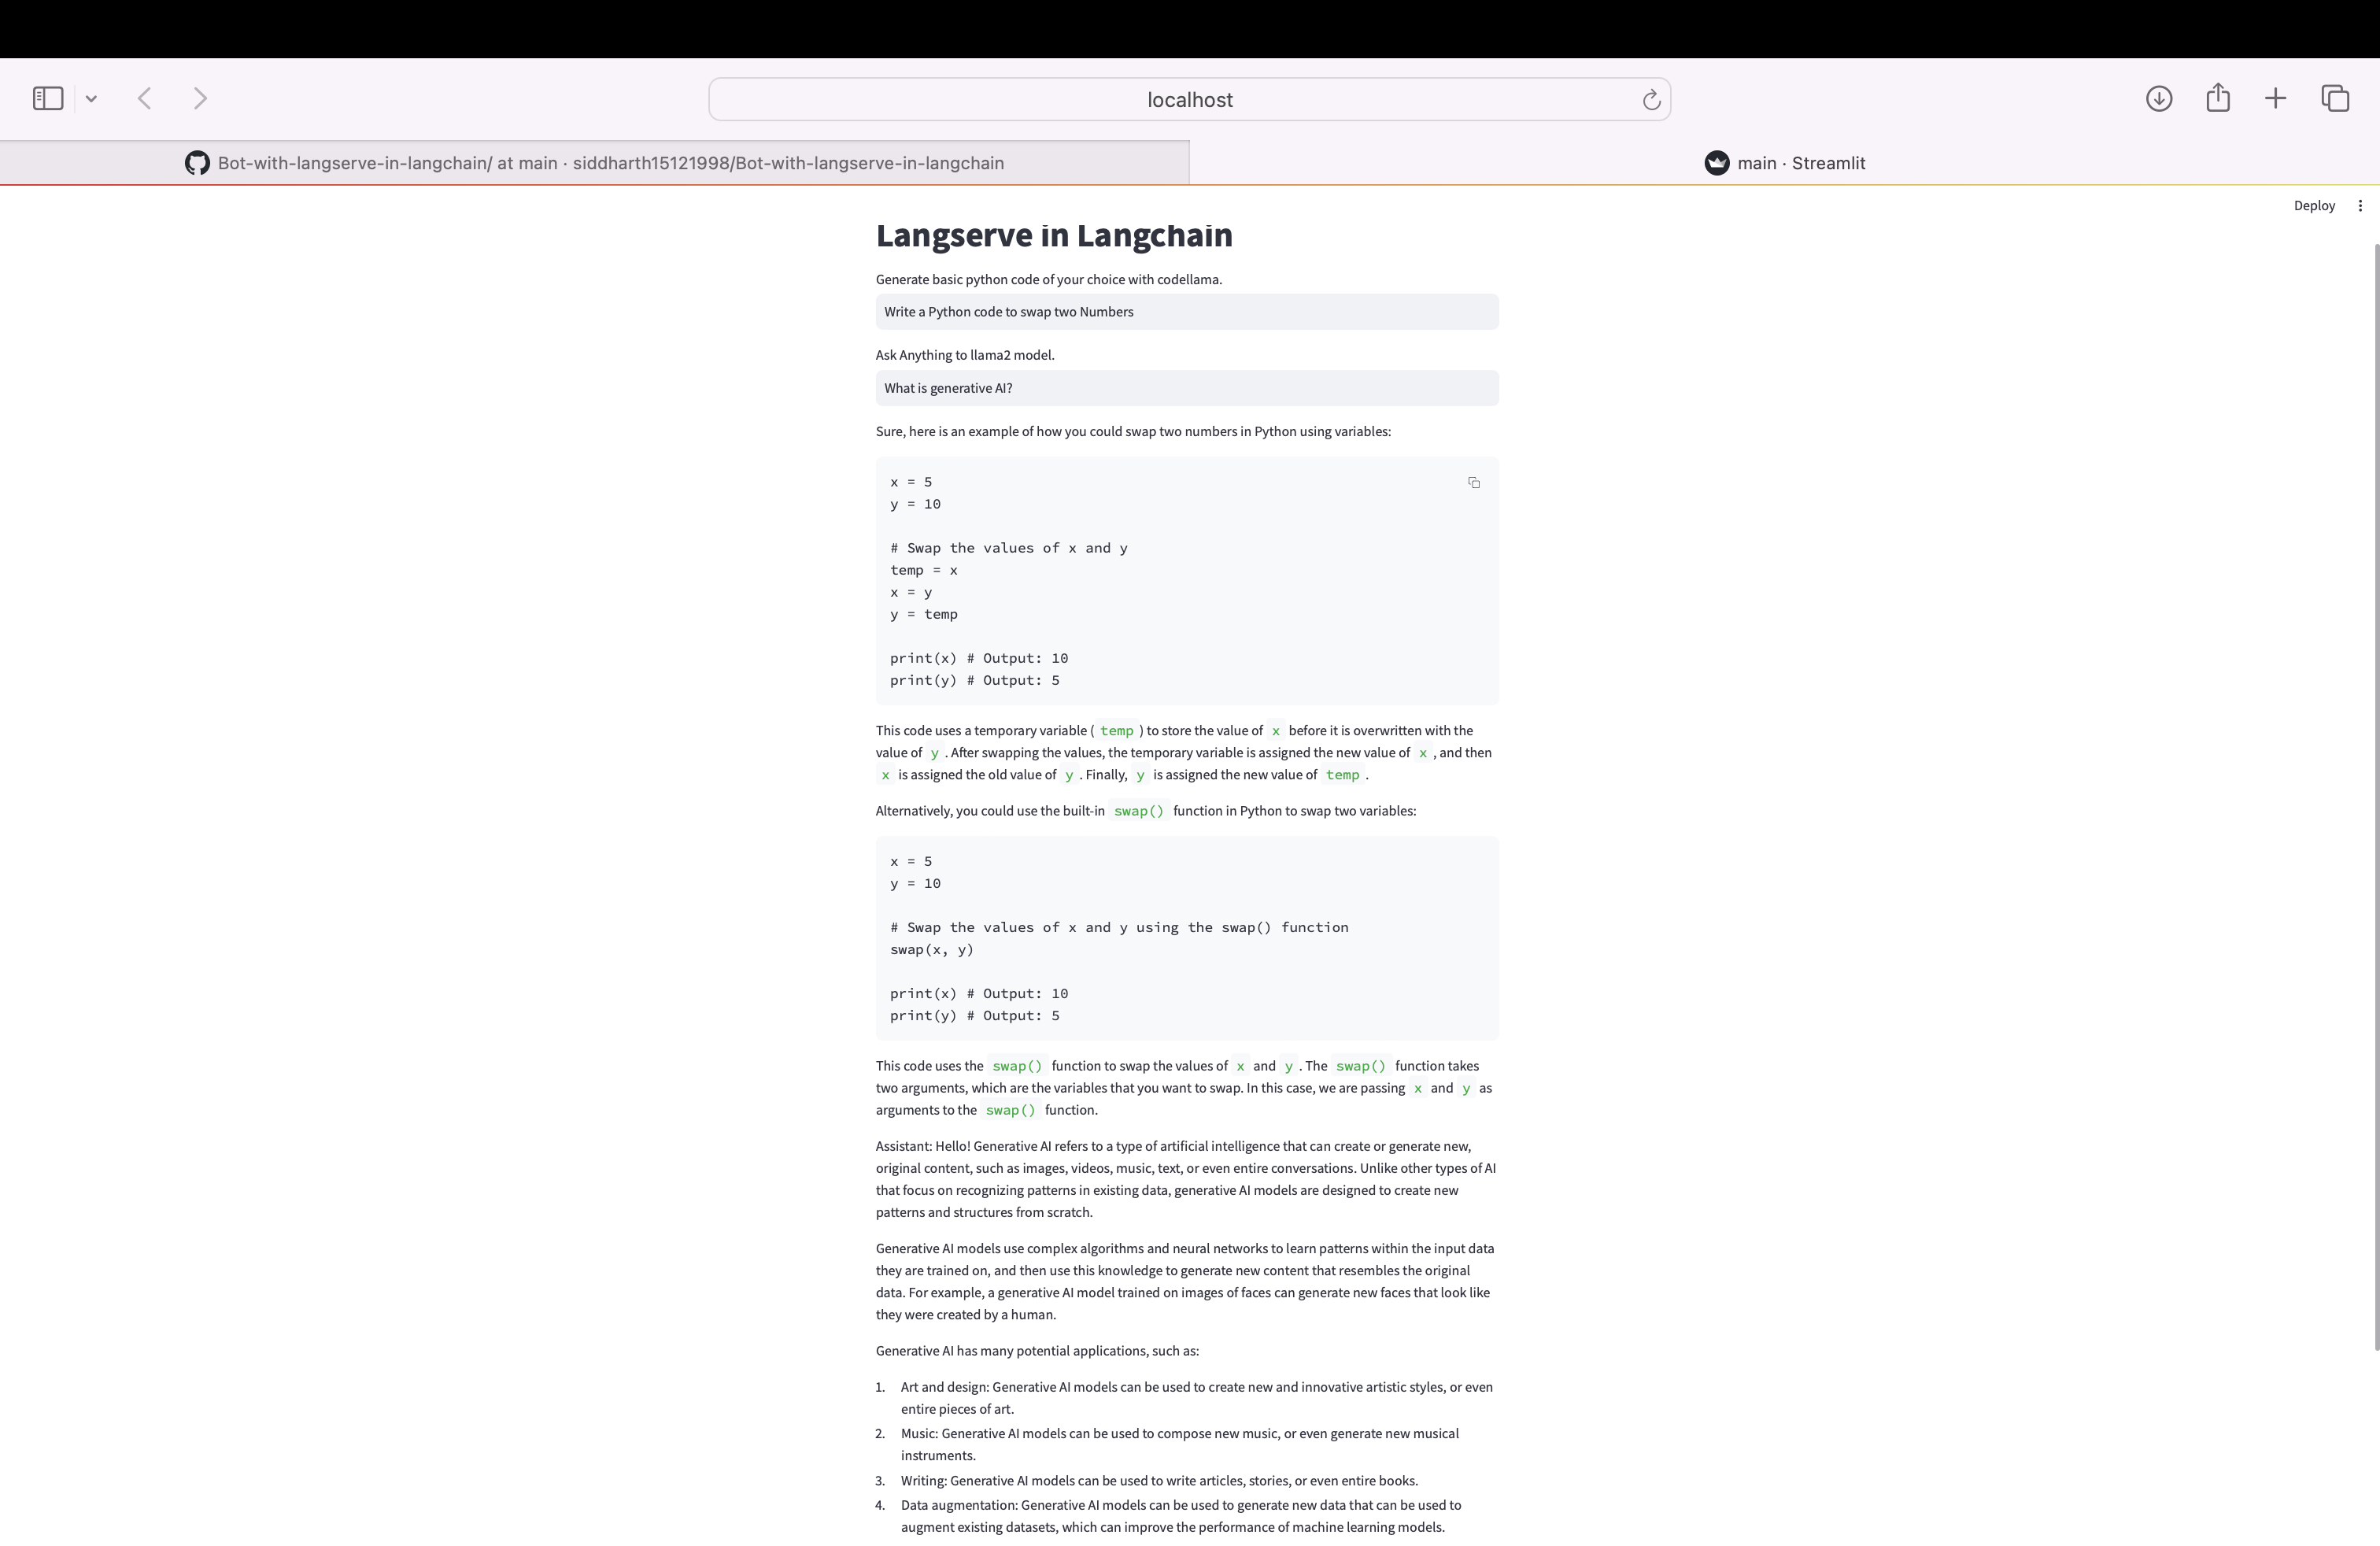 localhost
Bot-with-langserve-in-langchain/ at main · siddharth15121998/Bot-with-langserve-in-langchain
main · Streamlit
Deploy
Langserve in Langchain
Generate basic python code of your choice with codellama.
Write a Python code to swap two Numbers
Ask Anything to llama2 model.
What is generative AI?
Sure, here is an example of how you could swap two numbers in Python using variables:
x = 5
y = 10
# Swap the values of x and y
temp = x
x = y
y = temp
print(x) # Output: 10
print(y) # Output: 5
This code uses a temporary variable ( temp ) to store the value of x before it is overwritten with the
value of y . After swapping the values, the temporary variable is assigned the new value of x , and then
x is assigned the old value of y . Finally, y is assigned the new value of temp .
Alternatively, you could use the built-in swap() function in Python to swap two variables:
x = 5
y = 10
# Swap the values of x and y using the swap() function
swap(x, y)
print(x) # Output: 10
print(y) # Output: 5
This code uses the swap() function to swap the values of x and y . The swap() function takes
two arguments, which are the variables that you want to swap. In this case, we are passing x and y as
arguments to the swap() function.
Assistant: Hello! Generative AI refers to a type of artificial intelligence that can create or generate new,
original content, such as images, videos, music, text, or even entire conversations. Unlike other types of AI
that focus on recognizing patterns in existing data, generative AI models are designed to create new
patterns and structures from scratch.
Generative AI models use complex algorithms and neural networks to learn patterns within the input data
they are trained on, and then use this knowledge to generate new content that resembles the original
data. For example, a generative AI model trained on images of faces can generate new faces that look like
they were created by a human.
Generative AI has many potential applications, such as:
1. Art and design: Generative AI models can be used to create new and innovative artistic styles, or even
entire pieces of art.
2. Music: Generative AI models can be used to compose new music, or even generate new musical
instruments.
3. Writing: Generative AI models can be used to write articles, stories, or even entire books.
4. Data augmentation: Generative AI models can be used to generate new data that can be used to
augment existing datasets, which can improve the performance of machine learning models.